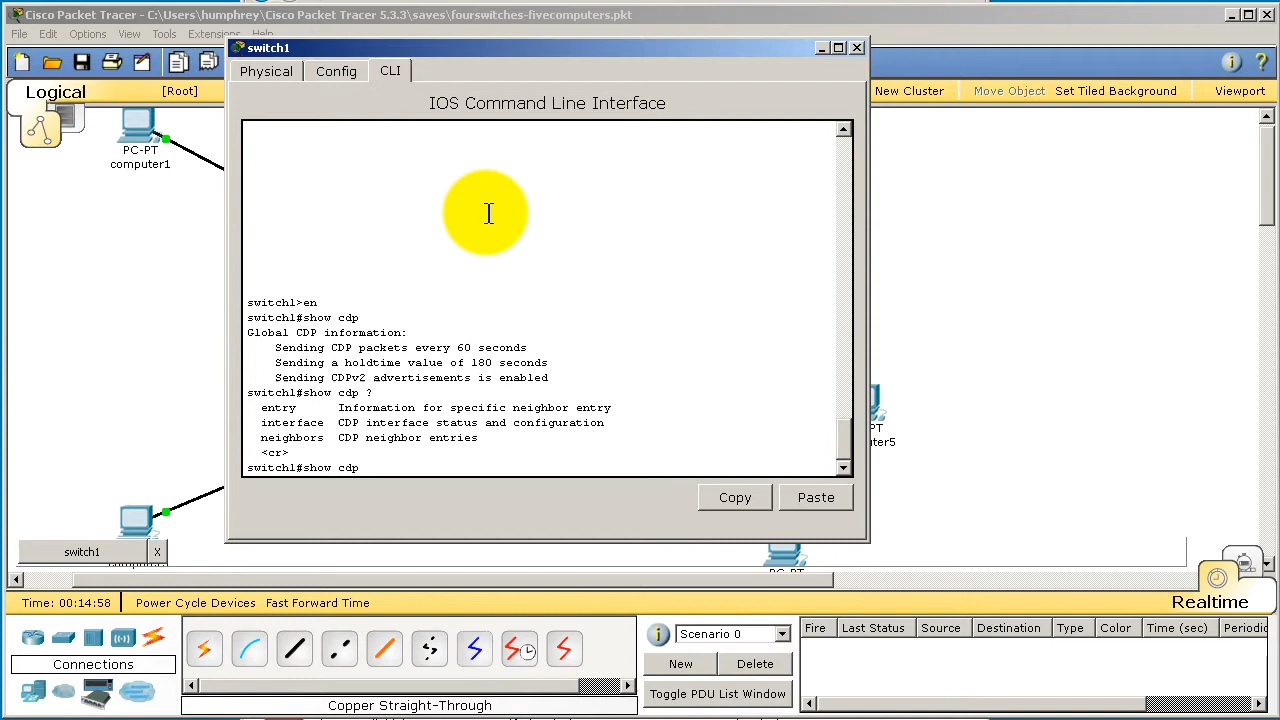 Cisco Packet Tracer - C:\Users\humphrey\Cisco Packet Tracer 5.3.3\saves\fourswitches-fivecomputers.pkt
File Edit Options View Tools Extensions Help
switch1
Physical Config CLI
Logical [Root] New Cluster Move Object Set Tiled Background Viewport
IOS Command Line Interface
PC-PT
computer1
switch1>en
switch1#show cdp
Global CDP information:
Sending CDP packets every 60 seconds
Sending a holdtime value of 180 seconds
Sending CDPv2 advertisements is enabled
switch1#show cdp ?
entry Information for specific neighbor entry
interface CDP interface status and configuration
neighbors CDP neighbor entries
<cr>
switch1#show cdp
PT
ter5
Copy Paste
switch1 X
PC-PT
Time: 00:14:58 Power Cycle Devices Fast Forward Time Realtime
Scenario 0
Fire Last Status Source Destination Type Color Time (sec) Periodic
Connections
New Delete
Toggle PDU List Window
Copper Straight-Through